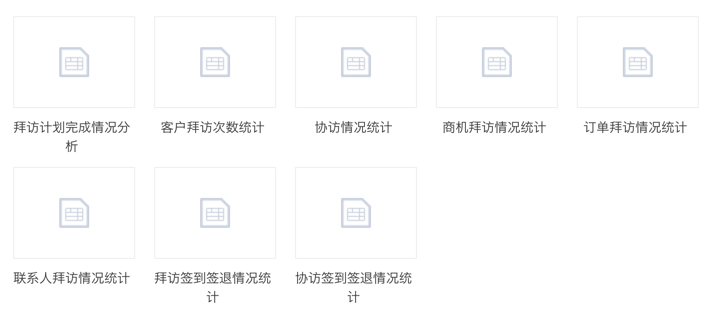 拜访计划完成情况分
析
客户拜访次数统计
协访情况统计
商机拜访情况统计
订单拜访情况统计
联系人拜访情况统计
拜访签到签退情况统
计
协访签到签退情况统
计